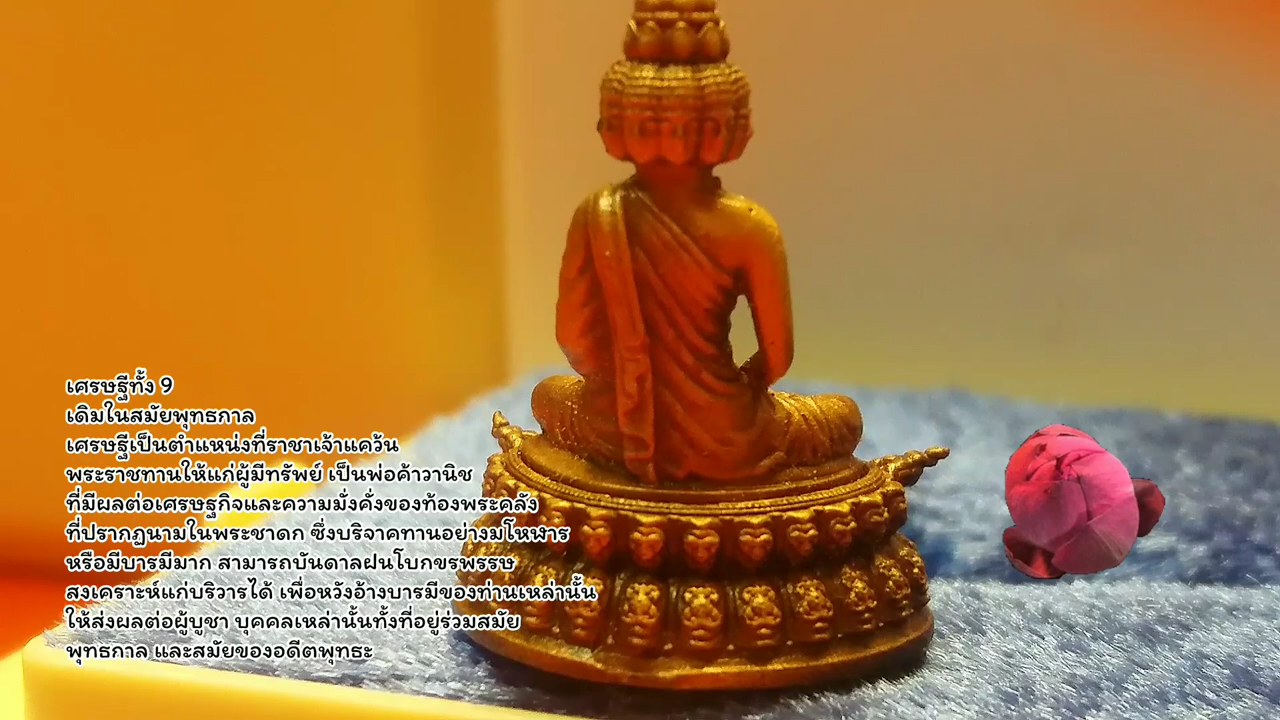 เศรษฐีทั้ง 9
เดิมในสมัยพุทธกาล
เศรษฐีเป็นตำแหน่งที่ราชาเจ้าแคว้น
พระราชทานให้แก่ผู้มีทรัพย์ เป็นพ่อค้าวานิช
ที่มีผลต่อเศรษฐกิจและความมั่งคั่งของท้องพระคลัง
ที่ปรากฏนามในพระชาดก ซึ่งบริจาคทานอย่างมโหฬาร
หรือมีบารมีมาก สามารถบันดาลฝนโบกขรพรรษ
สงเคราะห์แก่บริวารได้ เพื่อหวังอ้างบารมีของท่านเหล่านั้น
ให้ส่งผลต่อผู้บูชา บุคคลเหล่านั้นทั้งที่อยู่ร่วมสมัย
พุทธกาล และสมัยของอดีตพุทธะ